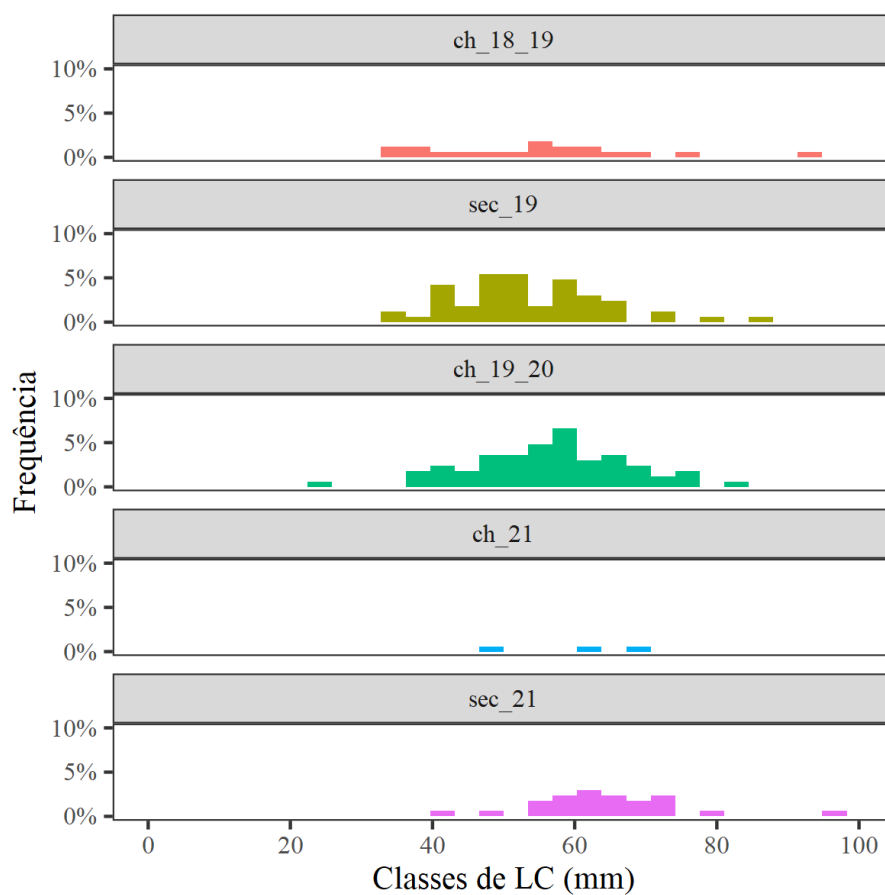 ch_18_19
10%
5%
0%
sec_19
10%
5%
0%
ch_19_20
10%
5%
0%
ch_21
10%
5%
0%
sec_21
10%
5%
0%
0 20 40 60 80 100
Classes de LC (mm)
Frequência